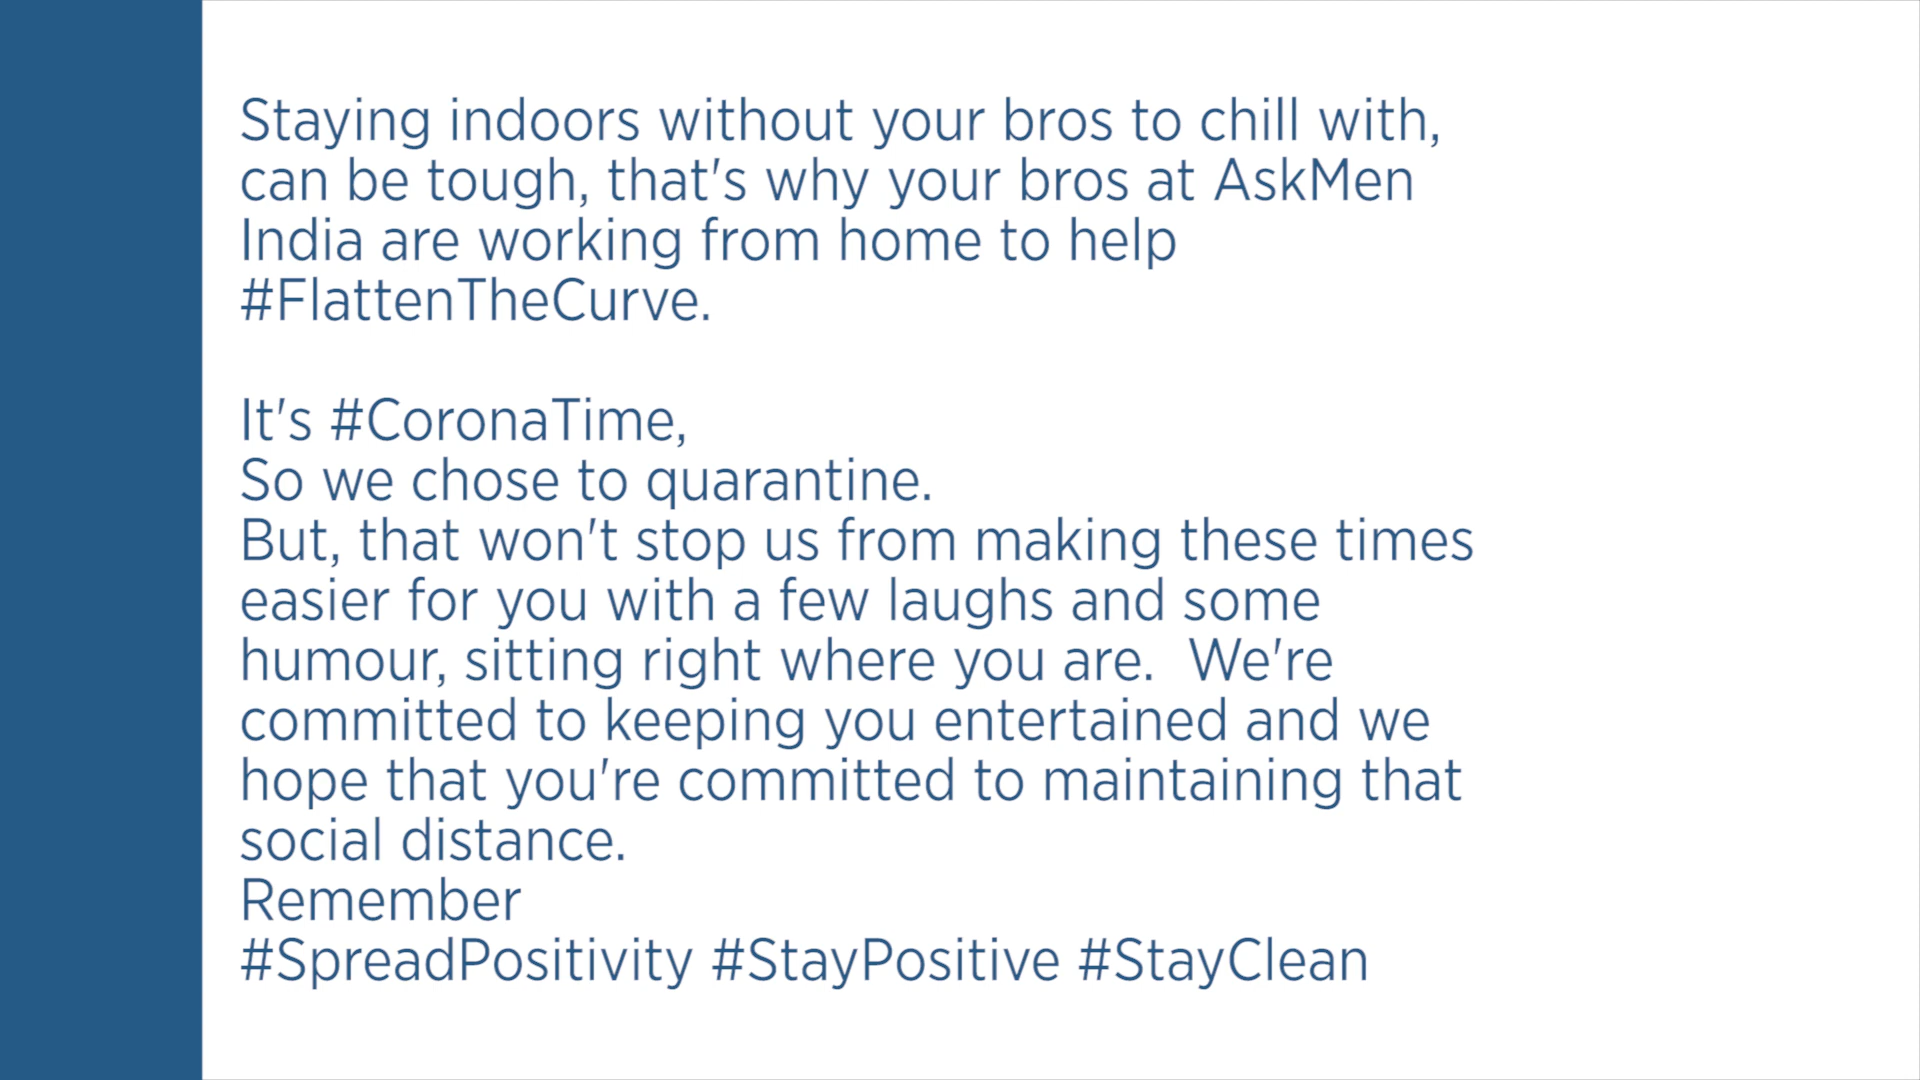 Staying indoors without your bros to chill with,
can be tough, that's why your bros at AskMen
India are working from home to help
#FlattenTheCurve.
It's #CoronaTime,
So we chose to quarantine.
But, that won't stop us from making these times
easier for you with a few laughs and some
humour, sitting right where you are.  We're
committed to keeping you entertained and we
hope that you're committed to maintaining that
social distance.
Remember
#SpreadPositivity #StayPositive #StayClean